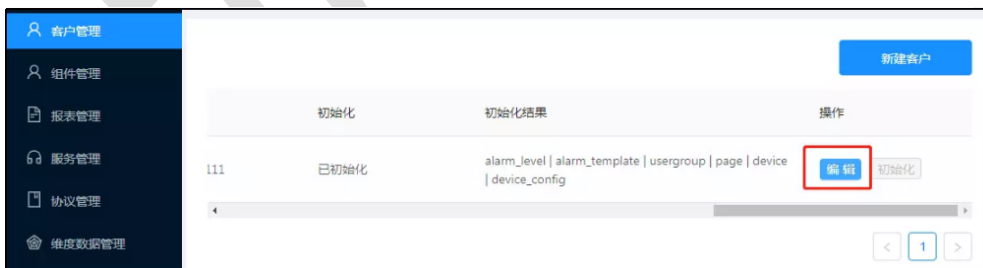 客户管理
新建客户
组件管理
初始化 初始化结果 操作
报表管理
服务管理
111 已初始化 alarm_level | alarm_template | usergroup | page | device
| device_config
编 辑 初始化
协议管理
维度数据管理
< 1 >